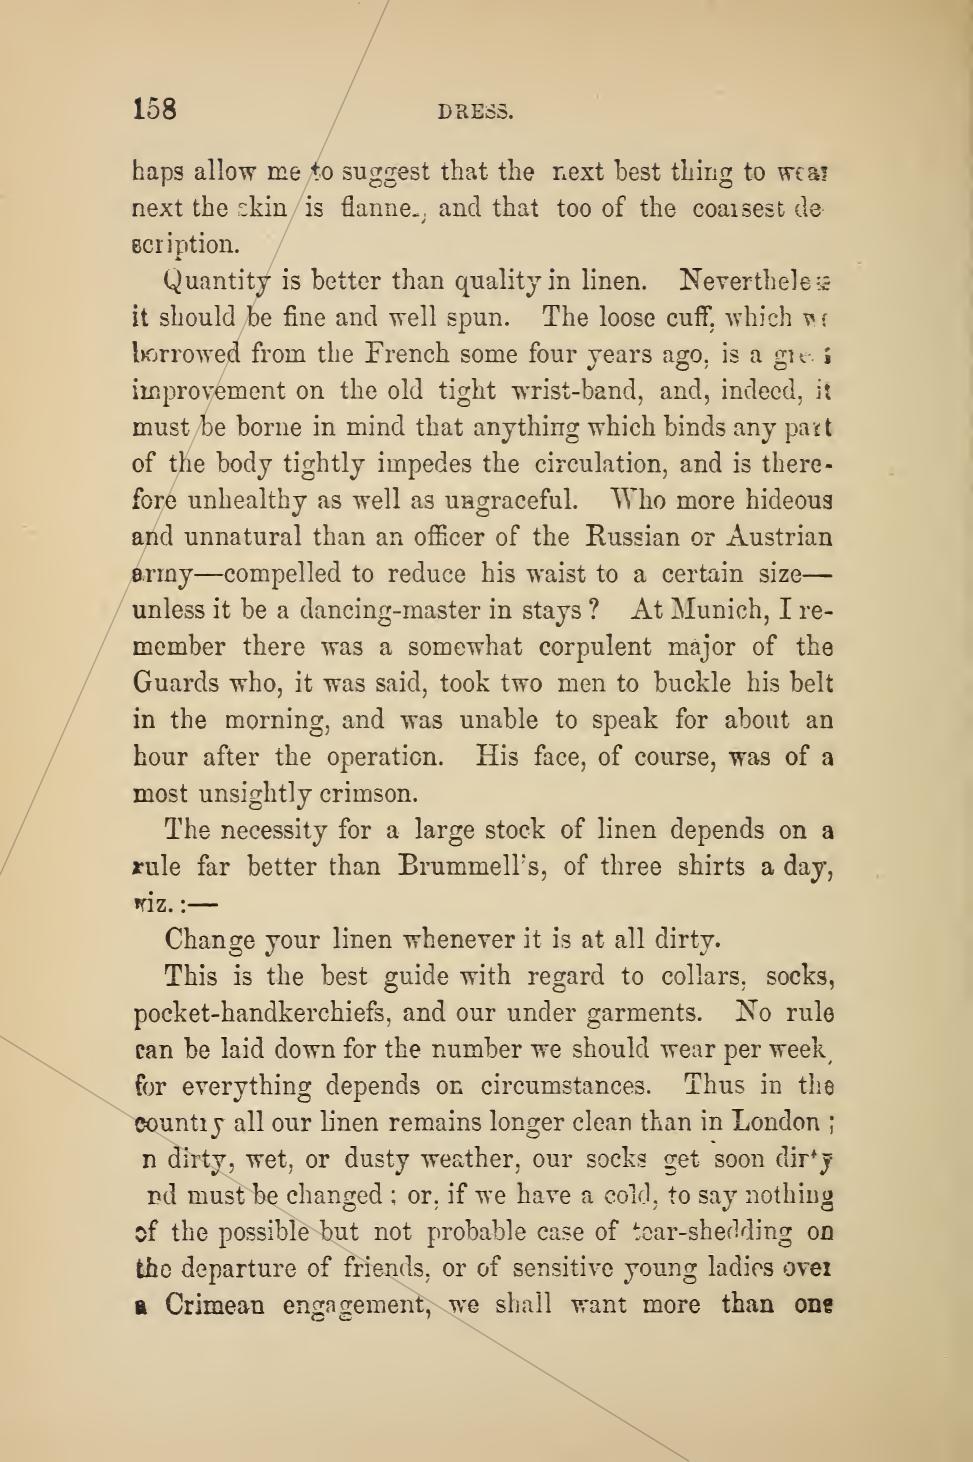 158 DRESS.
haps allow me to suggest that the next best thing to wear
next the skin is flannel, and that too of the coarsest de-
scription.
Quantity is better than quality in linen. Nevertheless
it should be fine and well spun. The loose cuff, which we
borrowed from the French some four years ago, is a great
improvement on the old tight wrist-band, and, indeed, it
must be borne in mind that anything which binds any part
of the body tightly impedes the circulation, and is there-
fore unhealthy as well as ungraceful. Who more hideous
and unnatural than an officer of the Russian or Austrian
army—compelled to reduce his waist to a certain size—
unless it be a dancing-master in stays? At Munich, I re-
member there was a somewhat corpulent major of the
Guards who, it was said, took two men to buckle his belt
in the morning, and was unable to speak for about an
hour after the operation. His face, of course, was of a
most unsightly crimson.
The necessity for a large stock of linen depends on a
rule far better than Brummell's, of three shirts a day,
viz.:—
Change your linen whenever it is at all dirty.
This is the best guide with regard to collars, socks,
pocket-handkerchiefs, and our under garments. No rule
can be laid down for the number we should wear per week,
for everything depends on circumstances. Thus in the
country all our linen remains longer clean than in London;
n dirty, wet, or dusty weather, our socks get soon dirty
nd must be changed; or, if we have a cold, to say nothing
of the possible but not probable case of tear-shedding on
the departure of friends, or of sensitive young ladies over
a Crimean engagement, we shall want more than one